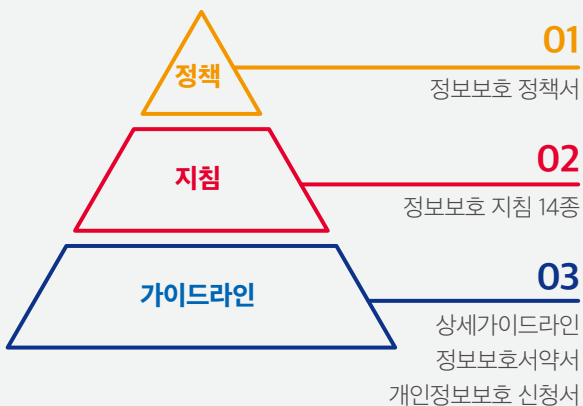 정책
01
정보보호 정책서
지침
02
정보보호 지침 14종
가이드라인
03
상세가이드라인
정보보호서약서
개인정보보호 신청서